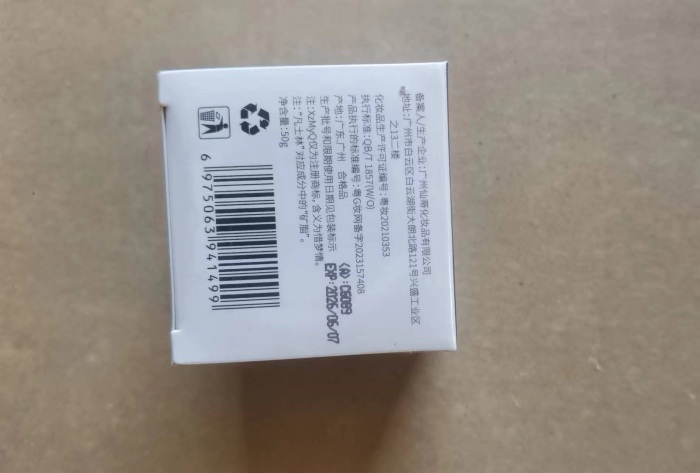 备案人/生产企业:广州仙蒂化妆品有限公司
地址:广州市白云区白云湖街大朗北路121号兴盛工业区
之13二楼
化妆品生产许可证编号:粤妆20210353
执行标准:QB/T 1857(W/O)
产品执行的标准编号:粤G妆网备字2023157408
产地:广东.广州 合格品
生产批号和限期使用日期见包装标示
注:XzMyQ仅为注册商标,含义为惜梦情。
注:“凡士林”对应成分中的“矿脂”。
净含量:50g
(A):C6089
EXP:2026/06/07
6 975063 941499